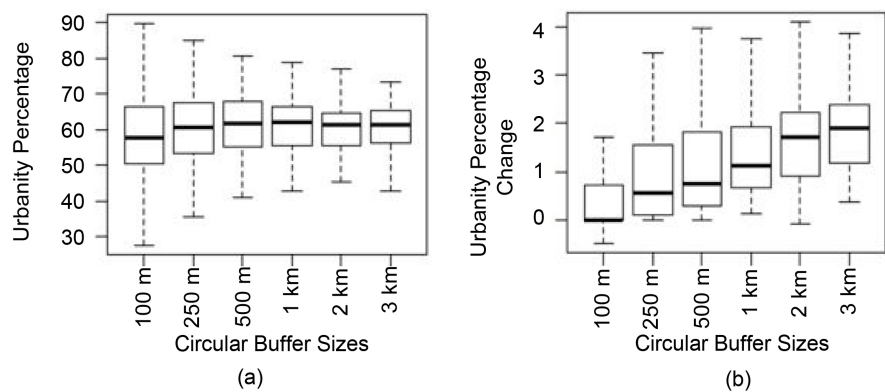 Urbanity Percentage
90
80
70
60
50
40
30
100 m
250 m
500 m
1 km
2 km
3 km
Circular Buffer Sizes
(a)
Urbanity Percentage
Change
4
3
2
1
0
100 m
250 m
500 m
1 km
2 km
3 km
Circular Buffer Sizes
(b)